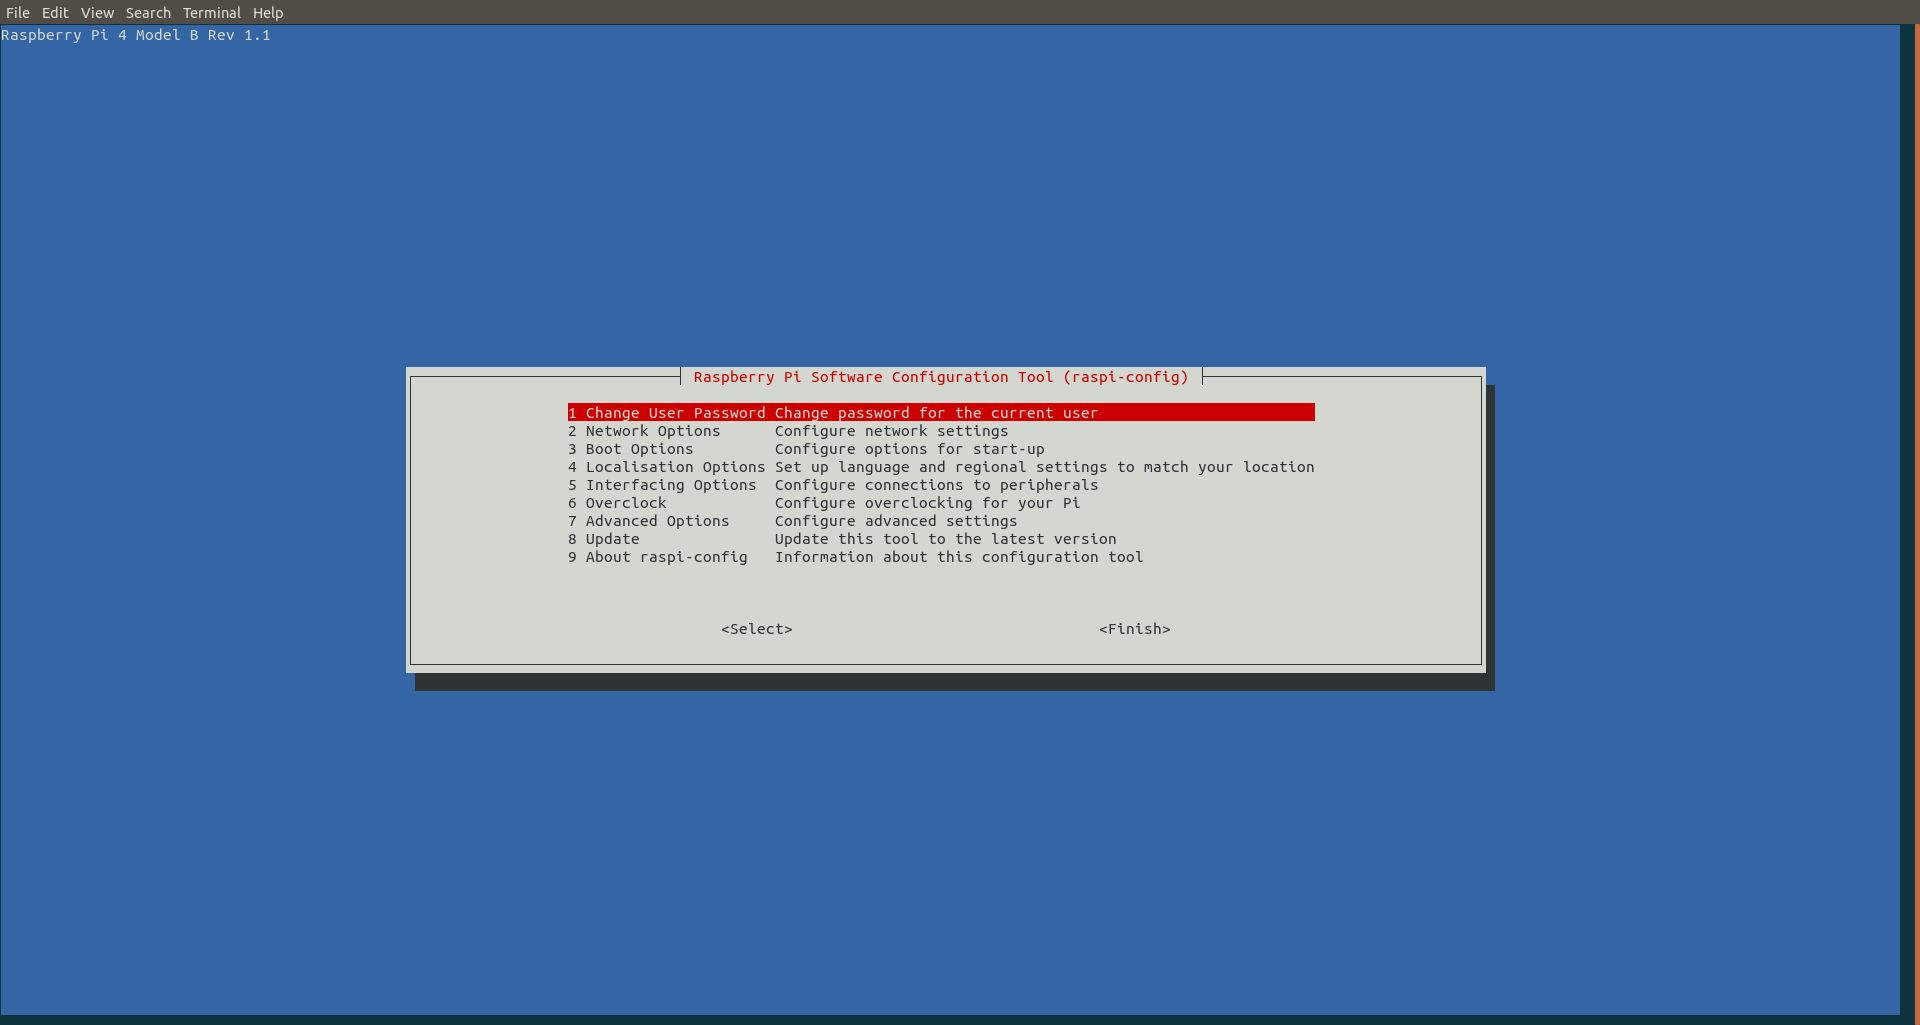 File Edit View Search Terminal Help
Raspberry Pi 4 Model B Rev 1.1
Raspberry Pi Software Configuration Tool (raspi-config)
1 Change User Password Change password for the current user
2 Network Options Configure network settings
3 Boot Options Configure options for start-up
4 Localisation Options Set up language and regional settings to match your location
5 Interfacing Options Configure connections to peripherals
6 Overclock Configure overclocking for your Pi
7 Advanced Options Configure advanced settings
8 Update Update this tool to the latest version
9 About raspi-config Information about this configuration tool
<Select> <Finish>